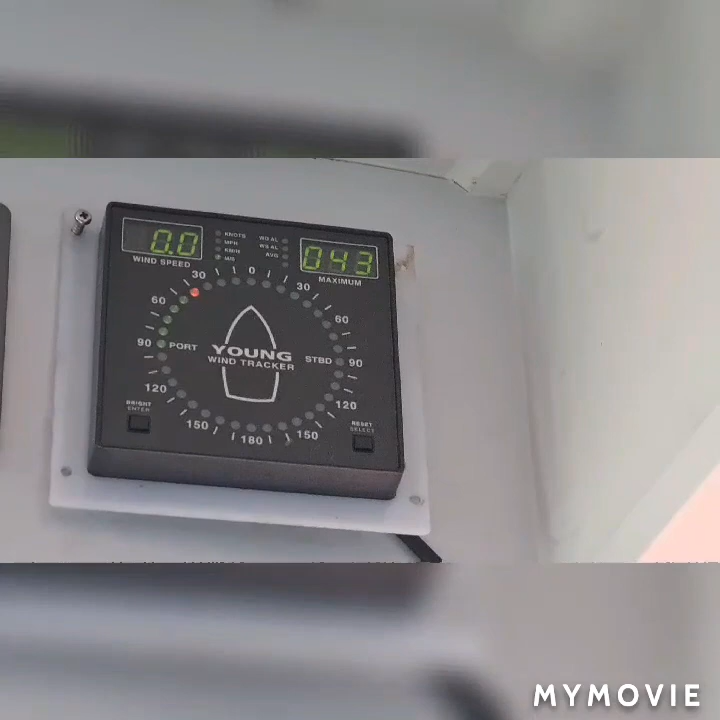 0.0
WIND SPEED
KNOTS
MPH
KM/H
M/S
WD AL
WS AL
AVG
043
MAXIMUM
30 0 30
60 60
90 PORT YOUNG STBD 90
WIND TRACKER
120 120
BRIGHT
ENTER
RESET
SELECT
150 180 150
MYMOVIE